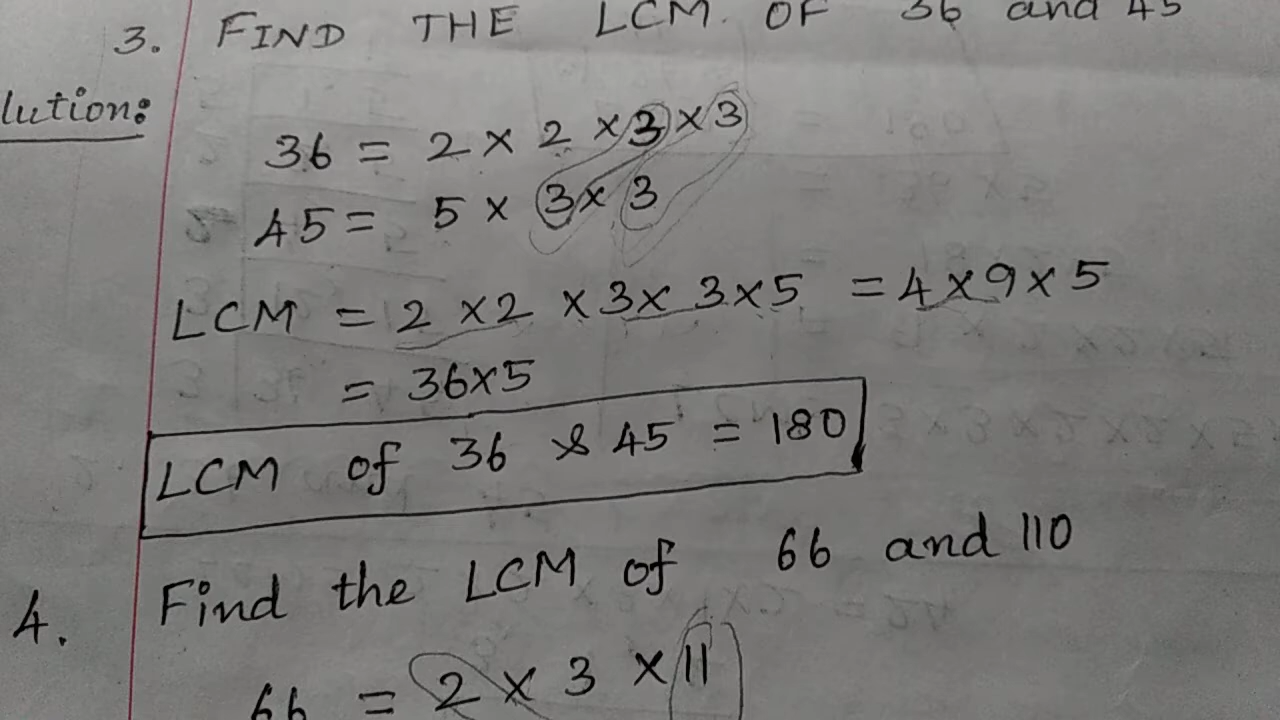 3. FIND THE LCM OF 36 and 45
lution:
36 = 2 × 2 × 3 × 3
45 = 5 × 3 × 3
LCM = 2 × 2 × 3 × 3 × 5 = 4 × 9 × 5
= 36 × 5
LCM of 36 & 45 = 180
4. Find the LCM of 66 and 110
66 = 2 × 3 × 11